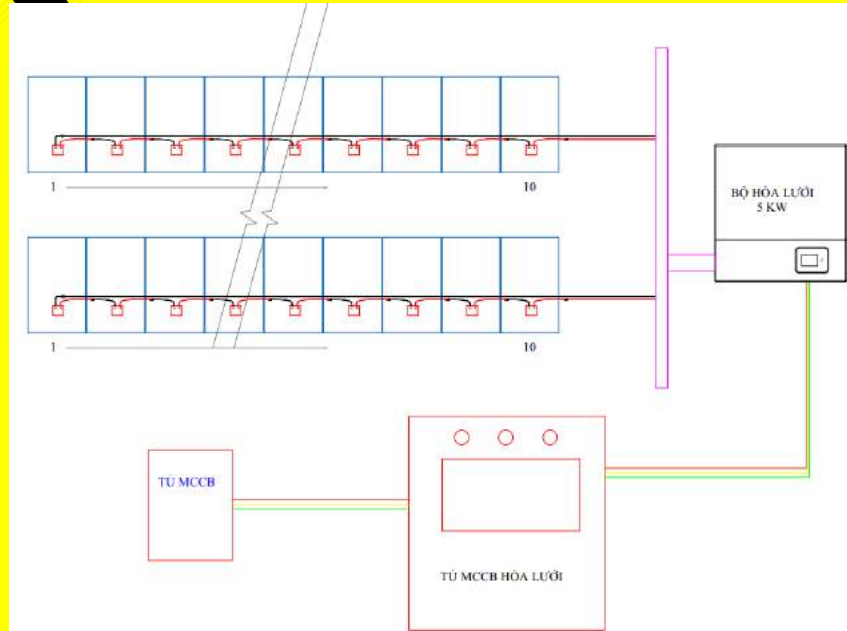 1
10
BỘ HÒA LƯỚI
5 KW
1
10
TỦ MCCB
TỦ MCCB HÒA LƯỚI